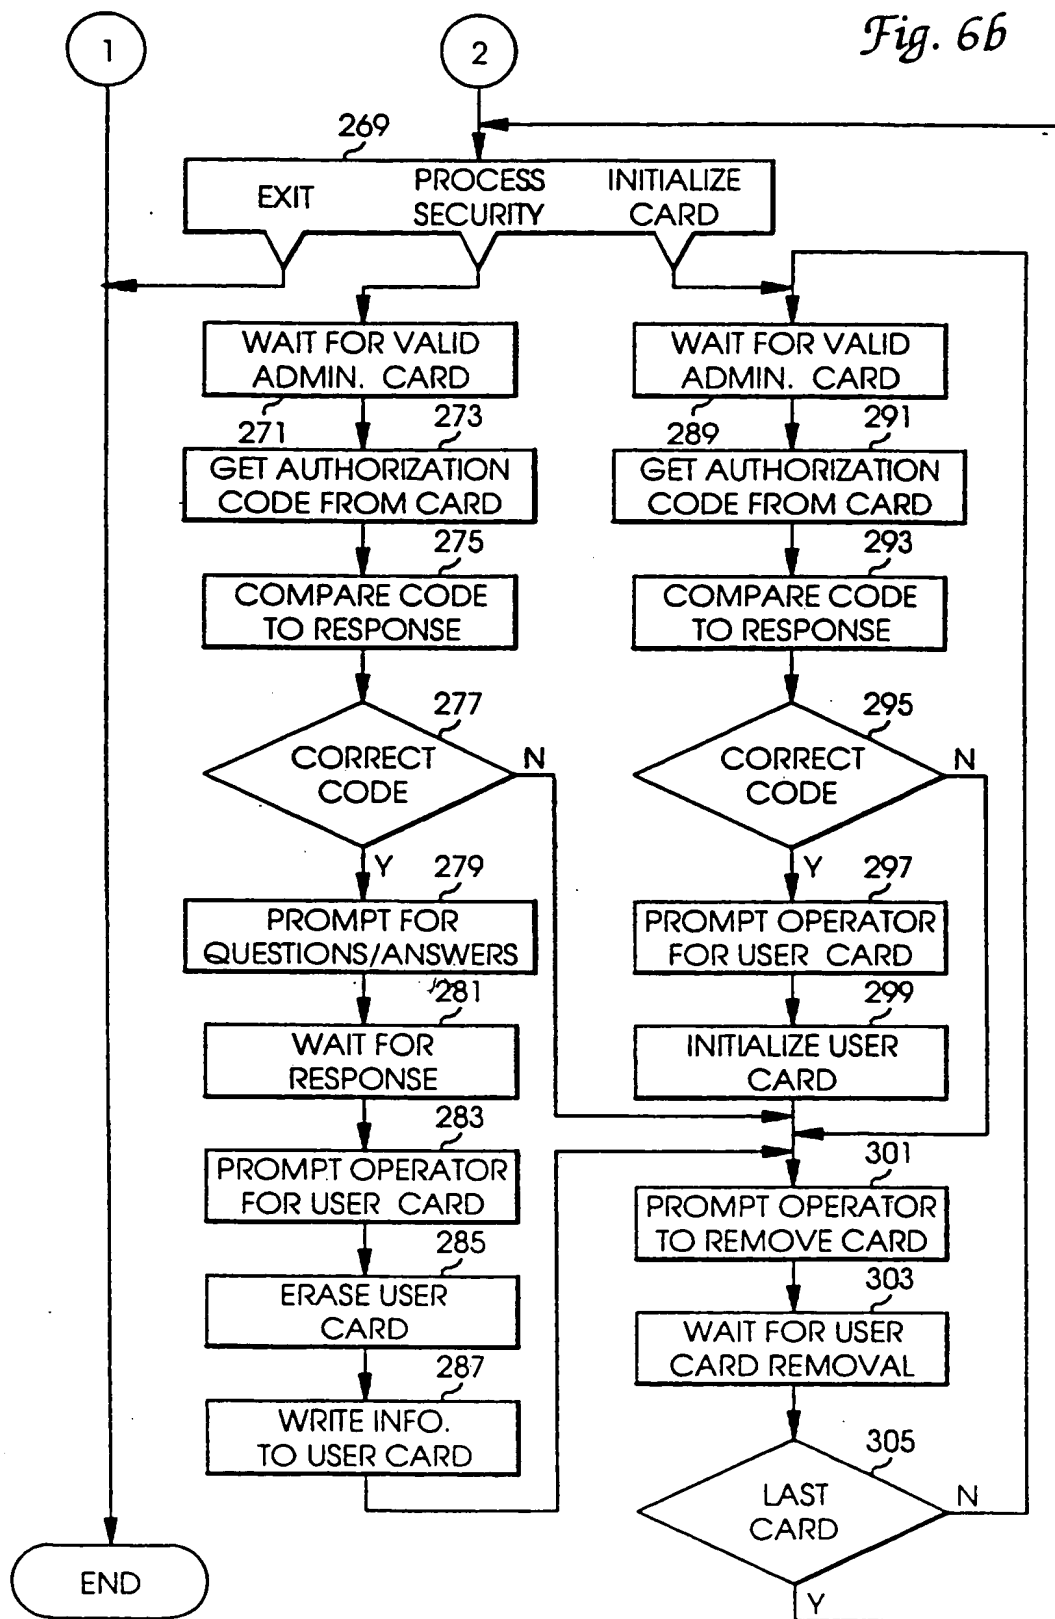 Fig. 6b
1
2
269
EXIT
PROCESS
SECURITY
INITIALIZE
CARD
WAIT FOR VALID
ADMIN. CARD
271
273
GET AUTHORIZATION
CODE FROM CARD
275
COMPARE CODE
TO RESPONSE
277
CORRECT
CODE
N
Y
279
PROMPT FOR
QUESTIONS/ANSWERS
281
WAIT FOR
RESPONSE
283
PROMPT OPERATOR
FOR USER CARD
285
ERASE USER
CARD
287
WRITE INFO.
TO USER CARD
END
WAIT FOR VALID
ADMIN. CARD
289
291
GET AUTHORIZATION
CODE FROM CARD
293
COMPARE CODE
TO RESPONSE
295
CORRECT
CODE
N
Y
297
PROMPT OPERATOR
FOR USER CARD
299
INITIALIZE USER
CARD
301
PROMPT OPERATOR
TO REMOVE CARD
303
WAIT FOR USER
CARD REMOVAL
305
LAST
CARD
N
Y